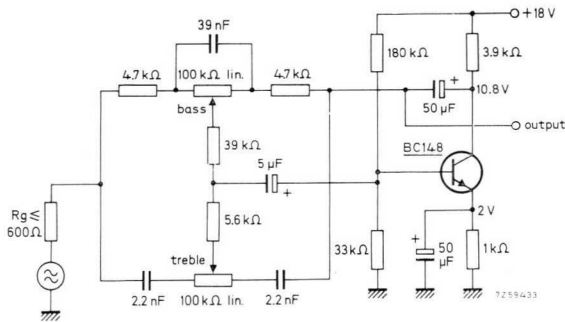 +18V
39 nF
180 kΩ
3.9 kΩ
4.7 kΩ
100 kΩ lin.
4.7 kΩ
+
10.8 V
bass
50 µF
output
39 kΩ
BC148
5 µF
+
Rg ≤
600Ω
5.6 kΩ
2 V
treble
33 kΩ
+
50
µF
1 kΩ
2.2 nF
100 kΩ lin.
2.2 nF
7Z59433